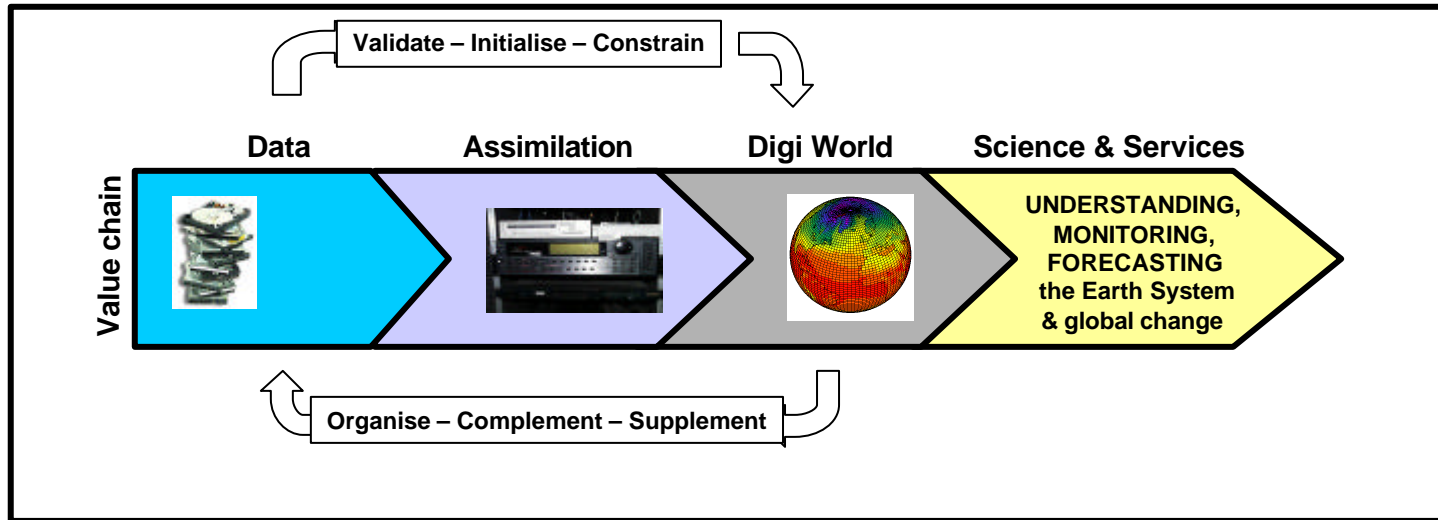 Validate – Initialise – Constrain
Data
Assimilation
Digi World
Science & Services
Value chain
UNDERSTANDING,
MONITORING,
FORECASTING
the Earth System
& global change
Organise – Complement – Supplement